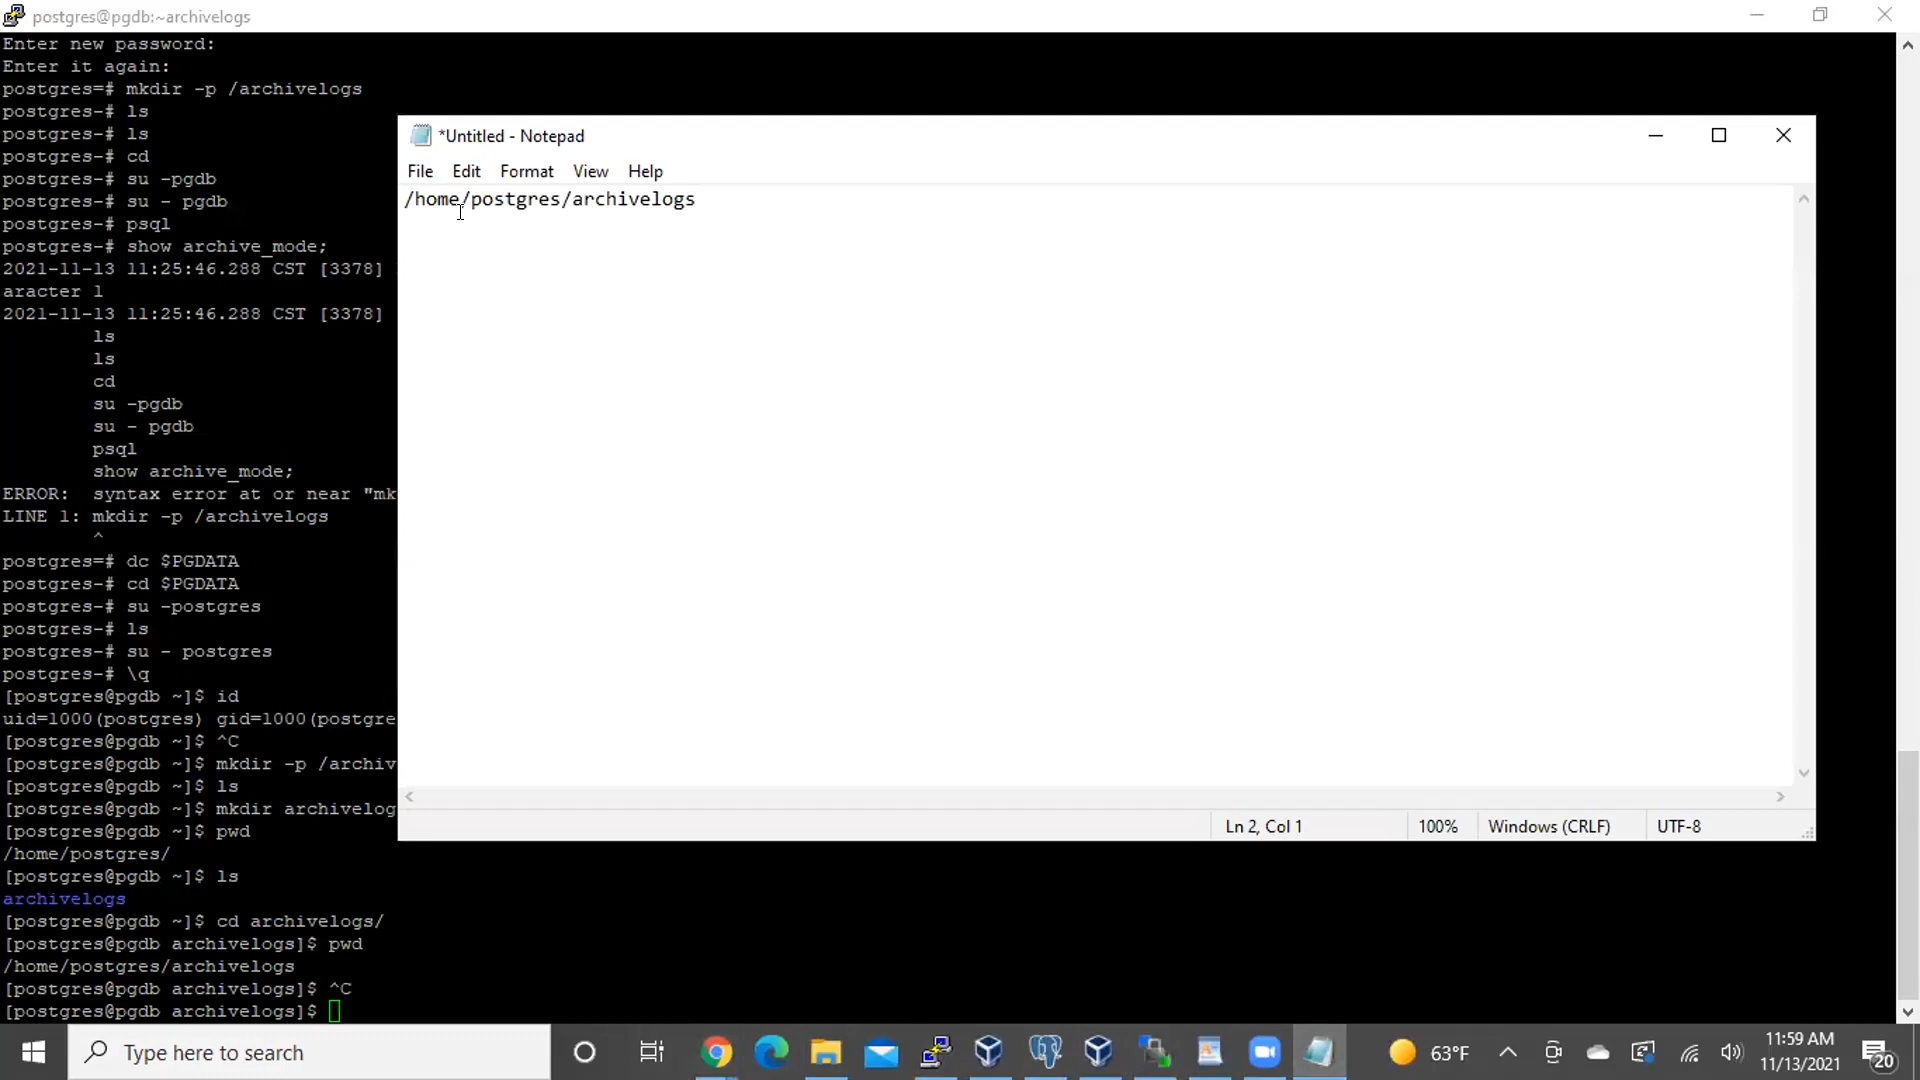 postgres@pgdb:~archivelogs
Enter new password:
Enter it again:
postgres=# mkdir -p /archivelogs
postgres-# ls
postgres-# ls
postgres-# cd
postgres-# su -pgdb
postgres-# su - pgdb
postgres-# psql
postgres-# show archive_mode;
2021-11-13 11:25:46.288 CST [3378]
aracter 1
2021-11-13 11:25:46.288 CST [3378]
ls
ls
cd
su -pgdb
su - pgdb
psql
show archive_mode;
ERROR:  syntax error at or near "mk
LINE 1: mkdir -p /archivelogs
^
postgres=# dc $PGDATA
postgres-# cd $PGDATA
postgres-# su -postgres
postgres-# ls
postgres-# su - postgres
postgres-# \q
[postgres@pgdb ~]$ id
uid=1000(postgres) gid=1000(postgre
[postgres@pgdb ~]$ ^C
[postgres@pgdb ~]$ mkdir -p /archiv
[postgres@pgdb ~]$ ls
[postgres@pgdb ~]$ mkdir archivelog
[postgres@pgdb ~]$ pwd
/home/postgres/
[postgres@pgdb ~]$ ls
archivelogs
[postgres@pgdb ~]$ cd archivelogs/
[postgres@pgdb archivelogs]$ pwd
/home/postgres/archivelogs
[postgres@pgdb archivelogs]$ ^C
[postgres@pgdb archivelogs]$
*Untitled - Notepad
File Edit Format View Help
/home/postgres/archivelogs
Ln 2, Col 1 100% Windows (CRLF) UTF-8
Type here to search
63°F
11:59 AM
11/13/2021
20